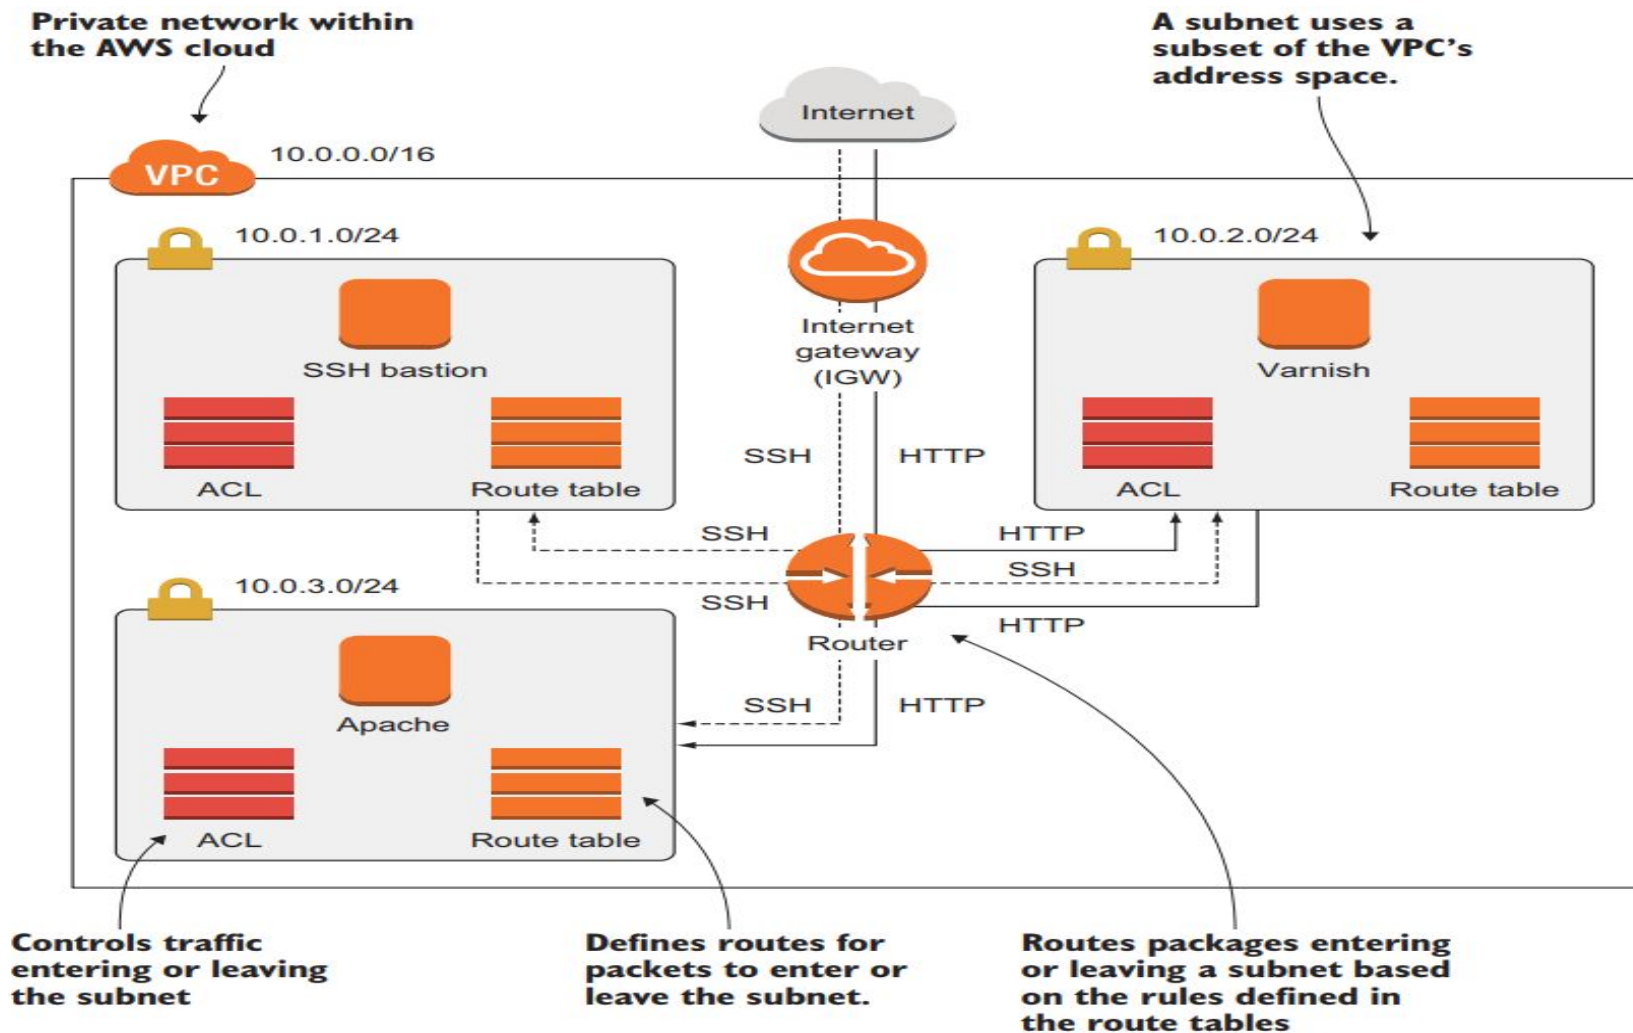 Private network within
the AWS cloud
A subnet uses a
subset of the VPC's
address space.
Internet
VPC
10.0.0.0/16
10.0.1.0/24
10.0.2.0/24
SSH bastion
Internet
gateway
(IGW)
Varnish
ACL
Route table
SSH
HTTP
ACL
Route table
SSH
HTTP
SSH
10.0.3.0/24
SSH
HTTP
Router
Apache
SSH
HTTP
ACL
Route table
Controls traffic
entering or leaving
the subnet
Defines routes for
packets to enter or
leave the subnet.
Routes packages entering
or leaving a subnet based
on the rules defined in
the route tables